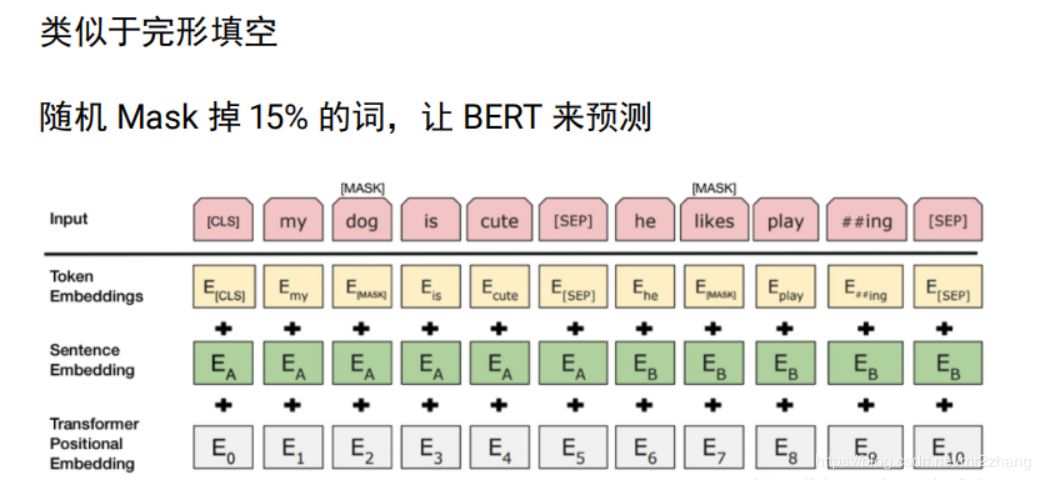 类似于完形填空
随机 Mask 掉 15% 的词，让 BERT 来预测
[MASK] [MASK]
Input [CLS] my dog is cute [SEP] he likes play ##ing [SEP]
Token Embeddings E[CLS] Emy E[MASK] Eis Ecute E[SEP] Ehe E[MASK] Eplay E##ing E[SEP]
+ + + + + + + + + + +
Sentence Embedding EA EA EA EA EA EA EB EB EB EB EB
+ + + + + + + + + + +
Transformer Positional Embedding E0 E1 E2 E3 E4 E5 E6 E7 E8 E9 E10